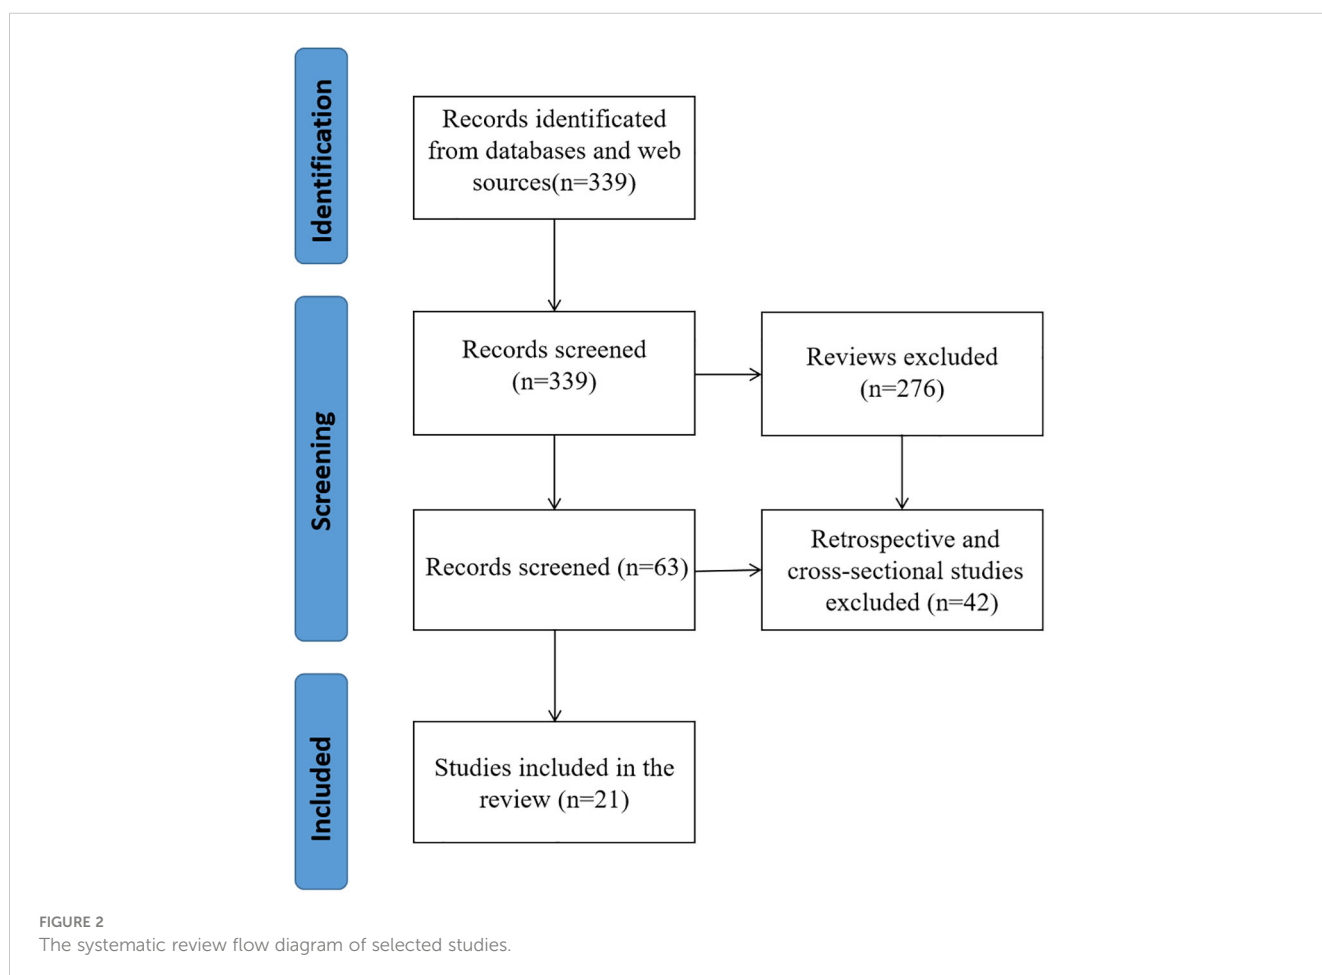 Identification
Records identificated
from databases and web
sources(n=339)
Screening
Records screened
(n=339)
Reviews excluded
(n=276)
Records screened (n=63)
Retrospective and
cross-sectional studies
excluded (n=42)
Included
Studies included in the
review (n=21)
FIGURE 2
The systematic review flow diagram of selected studies.